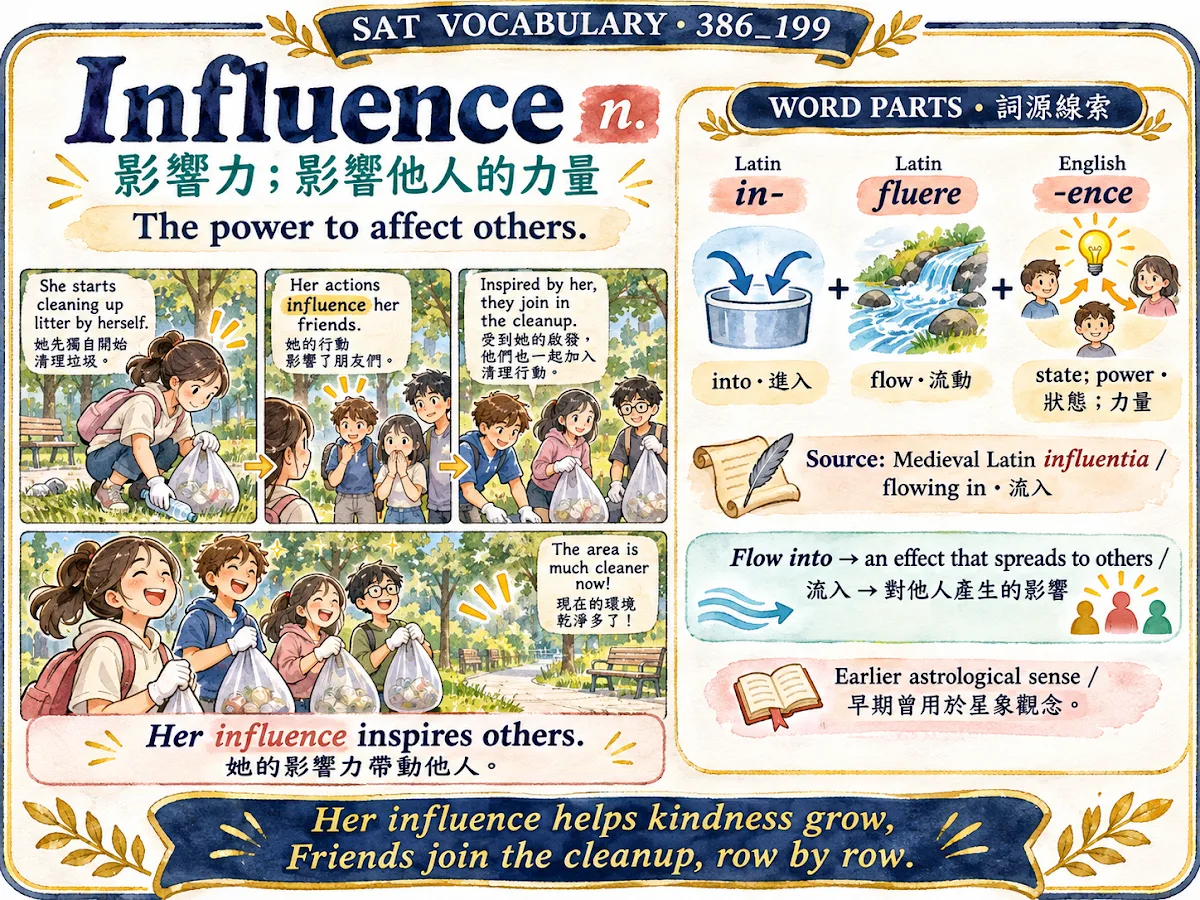 SAT VOCABULARY · 386_199
Influence n.
影響力；影響他人的力量
The power to affect others.
She starts
cleaning up
litter by herself.
她先獨自開始
清理垃圾。
Her actions
influence her
friends.
她的行動
影響了朋友們。
Inspired by her,
they join in
the cleanup.
受到她的啟發，
他們也一起加入
清理行動。
The area is
much cleaner
now!
現在的環境
乾淨多了！
Her influence inspires others.
她的影響力帶動他人。
WORD PARTS · 詞源線索
Latin
in-
into · 進入
+
Latin
fluere
flow · 流動
+
English
-ence
state; power ·
狀態；力量
Source: Medieval Latin influentia /
flowing in · 流入
Flow into → an effect that spreads to others /
流入 → 對他人產生的影響
Earlier astrological sense /
早期曾用於星象觀念。
Her influence helps kindness grow,
Friends join the cleanup, row by row.